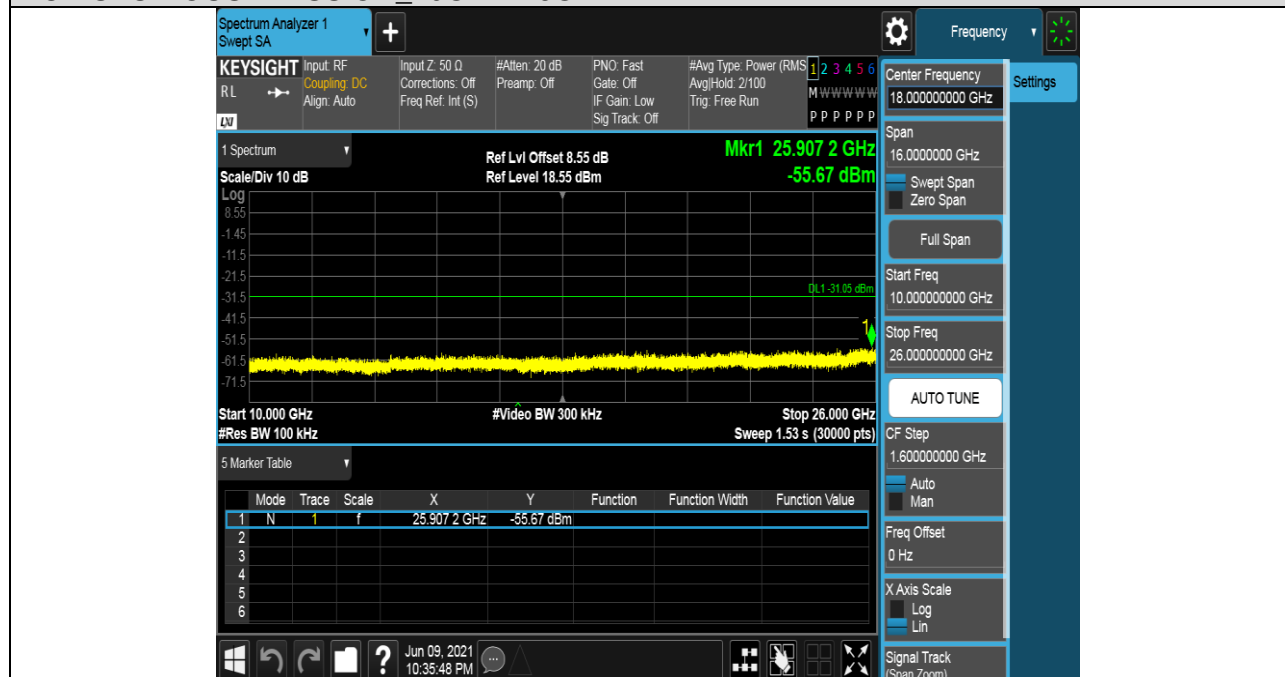 Spectrum Analyzer 1
Swept SA
+
Frequency
KEYSIGHT
RL
LXI
Input: RF
Coupling: DC
Align: Auto
Input Z: 50 Ω
Corrections: Off
Freq Ref: Int (S)
#Atten: 20 dB
Preamp: Off
PNO: Fast
Gate: Off
IF Gain: Low
Sig Track: Off
#Avg Type: Power (RMS
Avg|Hold: 2/100
Trig: Free Run
1 2 3 4 5 6
M W W W W W
P P P P P P
Center Frequency
18.000000000 GHz
Settings
Span
16.0000000 GHz
Swept Span
Zero Span
Full Span
Start Freq
10.000000000 GHz
Stop Freq
26.000000000 GHz
AUTO TUNE
CF Step
1.600000000 GHz
Auto
Man
Freq Offset
0 Hz
X Axis Scale
Log
Lin
Signal Track
(Span Zoom)
1 Spectrum
Scale/Div 10 dB
Ref Lvl Offset 8.55 dB
Ref Level 18.55 dBm
Mkr1 25.907 2 GHz
-55.67 dBm
Log
8.55
-1.45
-11.5
-21.5
-31.5
-41.5
-51.5
-61.5
-71.5
DL1 -31.05 dBm
1
Start 10.000 GHz
#Video BW 300 kHz
Stop 26.000 GHz
#Res BW 100 kHz
Sweep 1.53 s (30000 pts)
5 Marker Table
Mode Trace Scale X Y Function Function Width Function Value
1 N 1 f 25.907 2 GHz -55.67 dBm
2
3
4
5
6
?
Jun 09, 2021
10:35:48 PM